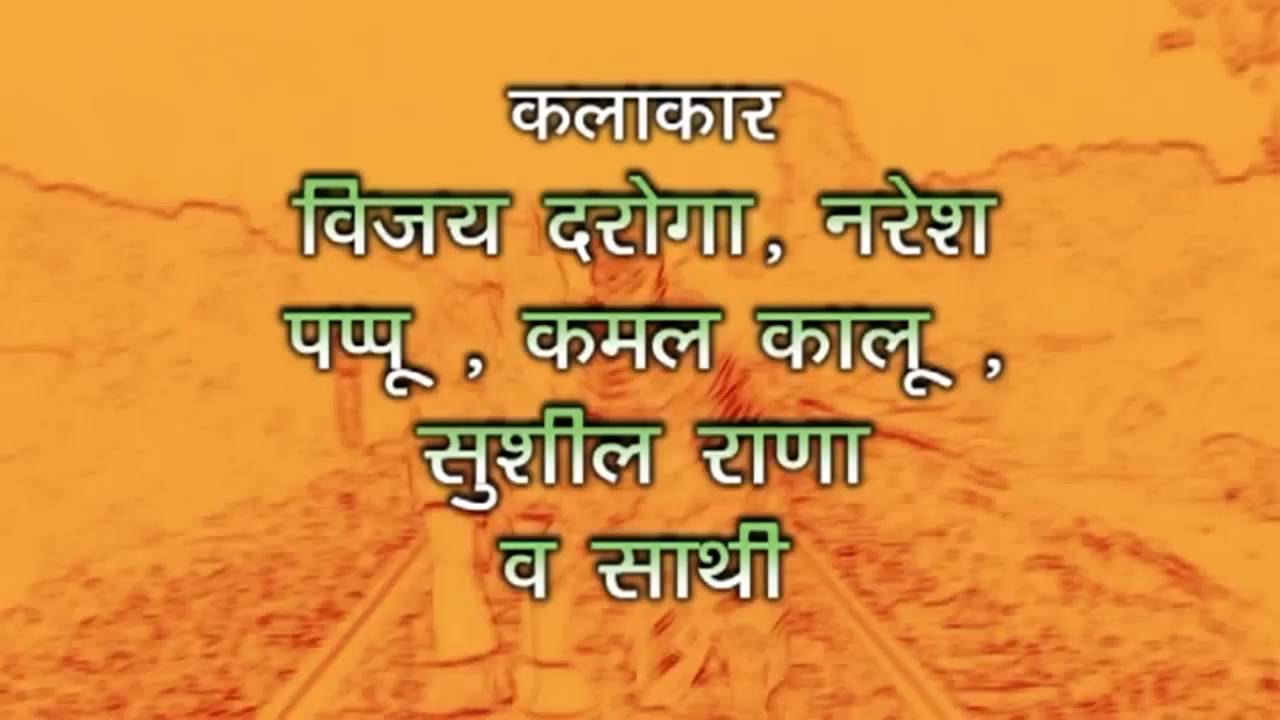 कलाकार
विजय दरोगा, नरेश
पप्पू , कमल कालू ,
सुशील राणा
व साथी